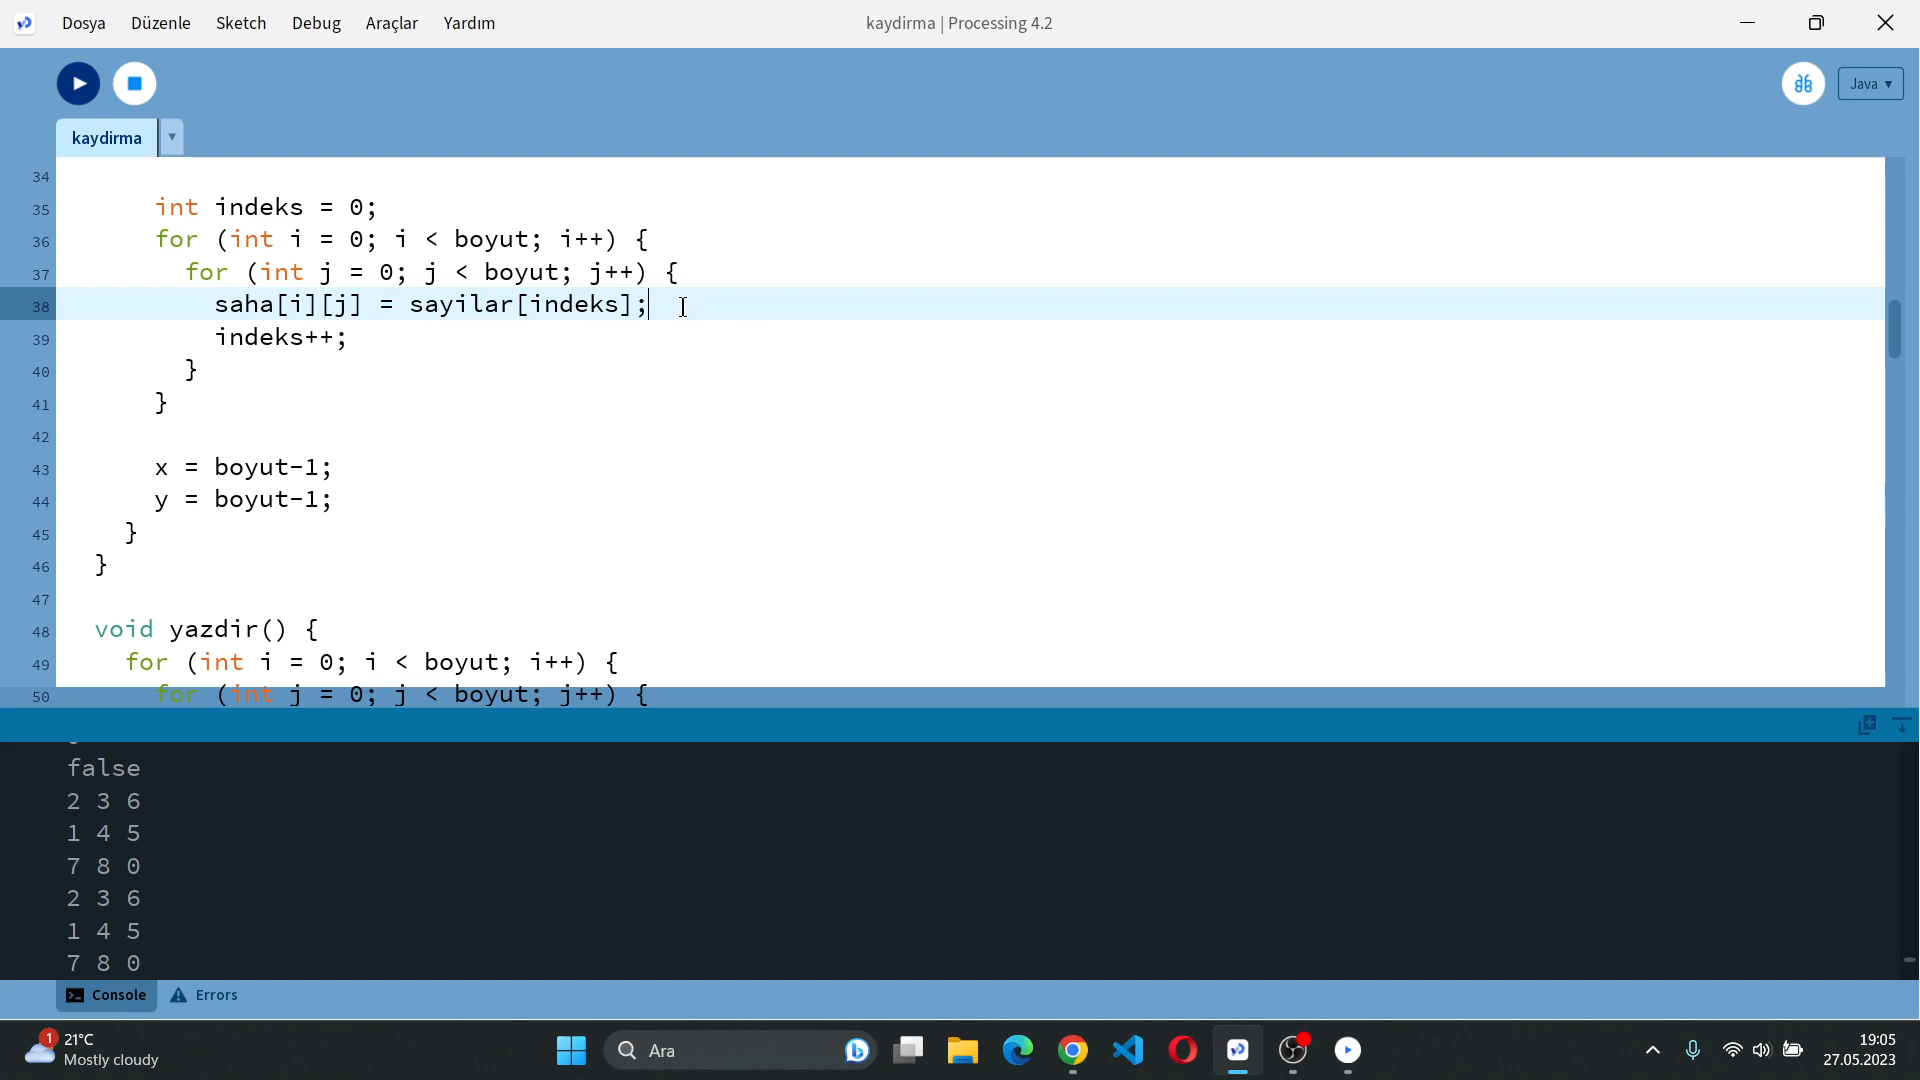 Dosya Düzenle Sketch Debug Araçlar Yardım
kaydirma | Processing 4.2
Java ▾
kaydirma
34
35 int indeks = 0;
36 for (int i = 0; i < boyut; i++) {
37 for (int j = 0; j < boyut; j++) {
38 saha[i][j] = sayilar[indeks];
39 indeks++;
40 }
41 }
42
43 x = boyut-1;
44 y = boyut-1;
45 }
46 }
47
48 void yazdir() {
49 for (int i = 0; i < boyut; i++) {
50 for (int j = 0; j < boyut; j++) {
false
2 3 6
1 4 5
7 8 0
2 3 6
1 4 5
7 8 0
Console Errors
1
21°C
Mostly cloudy
Ara
19:05
27.05.2023